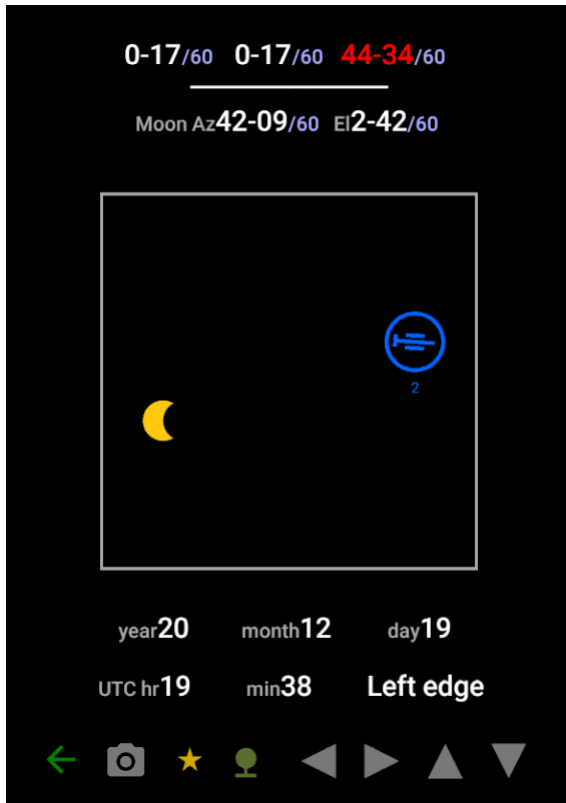 0-17/60 0-17/60 44-34/60
Moon Az42-09/60 El2-42/60
2
year20 month12 day19
UTC hr19 min38 Left edge